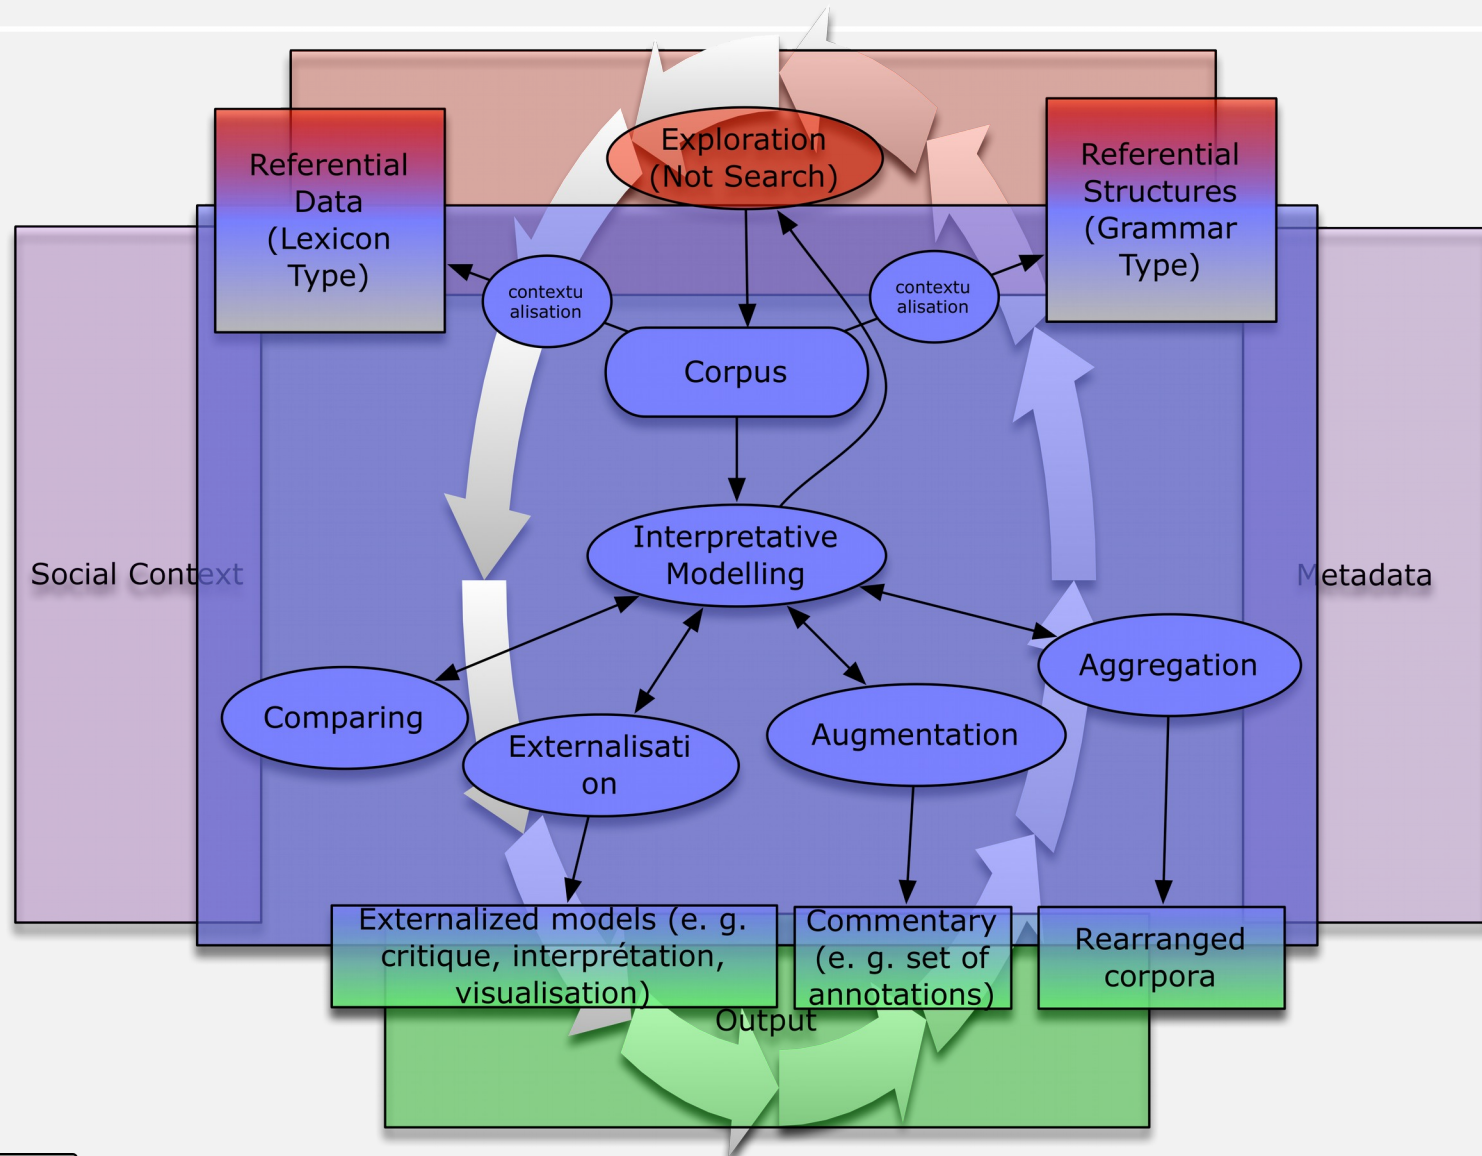 Exploration
(Not Search)
Referential
Data
(Lexicon
Type)
Referential
Structures
(Grammar
Type)
contextu
alisation
contextu
alisation
Corpus
Interpretative
Modelling
Social Context
Metadata
Comparing
Externalisati
on
Augmentation
Aggregation
Externalized models (e. g.
critique, interprétation,
visualisation)
Commentary
(e. g. set of
annotations)
Rearranged
corpora
Output